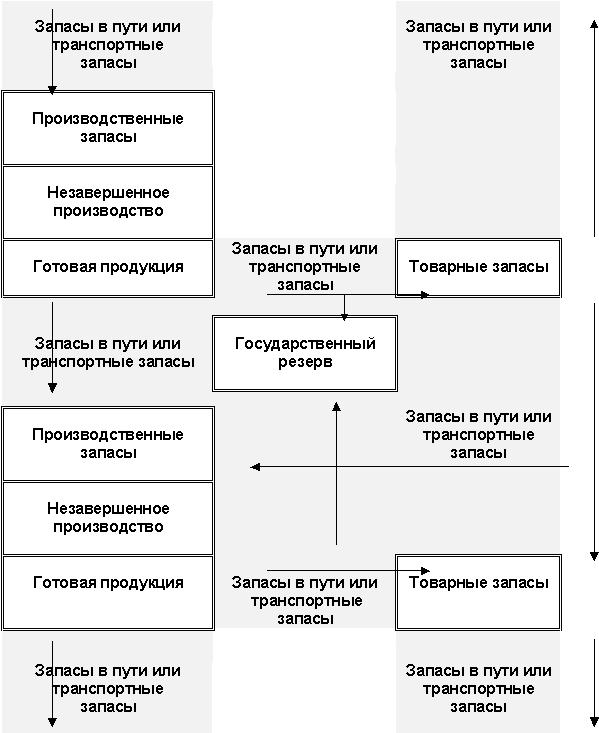 Запасы в пути или
транспортные
запасы
Запасы в пути или
транспортные
запасы
Производственные
запасы
Незавершенное
производство
Готовая продукция
Запасы в пути или
транспортные
запасы
Товарные запасы
Запасы в пути или
транспортные запасы
Государственный
резерв
Производственные
запасы
Запасы в пути или
транспортные
запасы
Незавершенное
производство
Готовая продукция
Запасы в пути или
транспортные
запасы
Товарные запасы
Запасы в пути или
транспортные
запасы
Запасы в пути или
транспортные
запасы